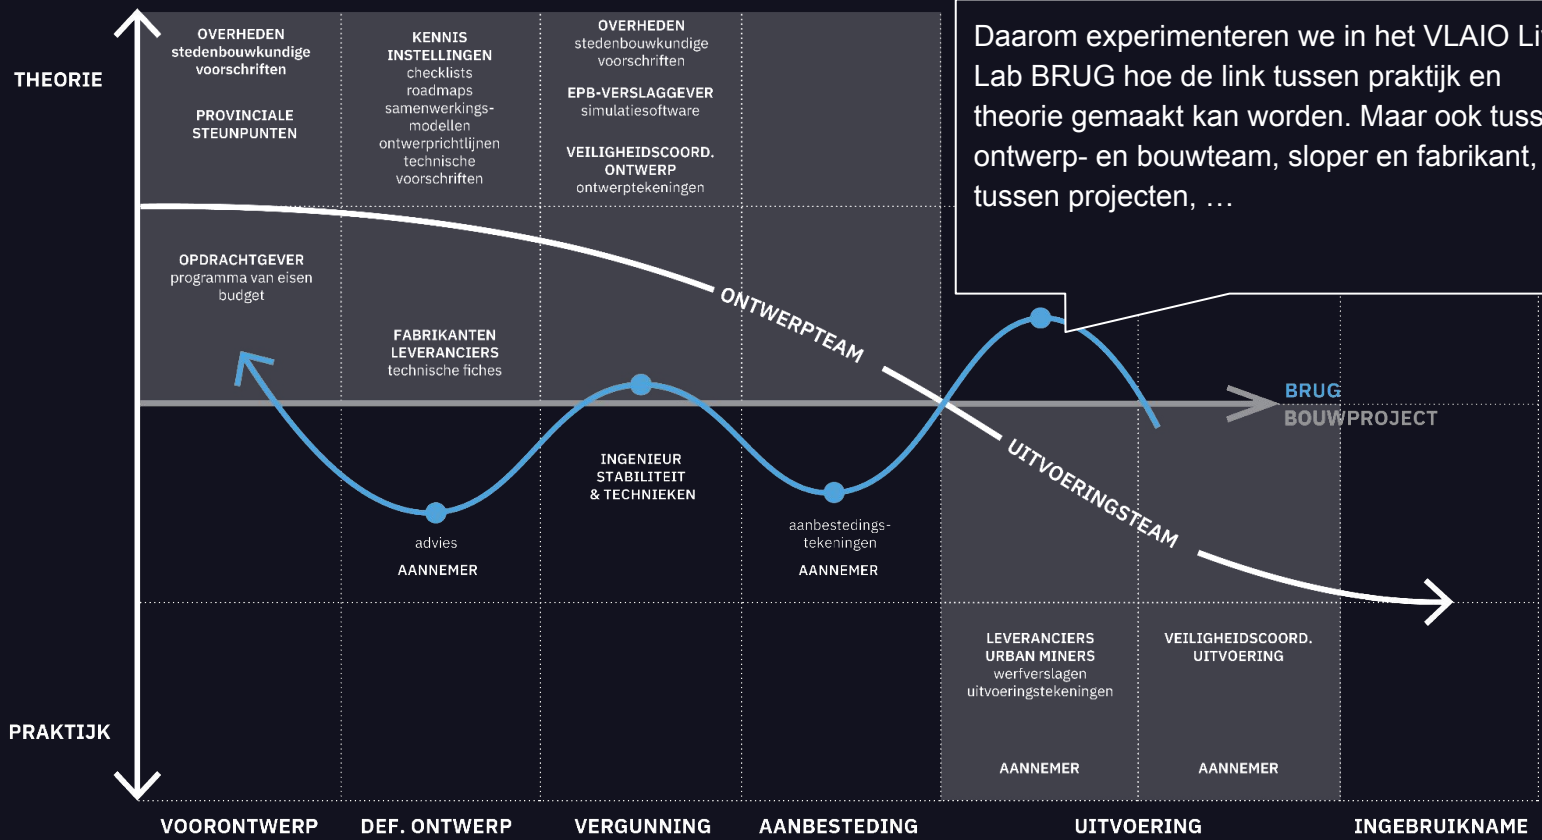 THEORIE
PRAKTIJK
OVERHEDEN
stedenbouwkundige
voorschriften
PROVINCIALE
STEUNPUNTEN
OPDRACHTGEVER
programma van eisen
budget
KENNIS
INSTELLINGEN
checklists
roadmaps
samenwerkings-
modellen
ontwerprichtlijnen
technische
voorschriften
FABRIKANTEN
LEVERANCIERS
technische fiches
advies
AANNEMER
OVERHEDEN
stedenbouwkundige
voorschriften
EPB-VERSLAGGEVER
simulatiesoftware
VEILIGHEIDSCOORD.
ONTWERP
ontwerptekeningen
INGENIEUR
STABILITEIT
& TECHNIEKEN
aanbestedings-
tekeningen
AANNEMER
ONTWERPTEAM
UITVOERINGSTEAM
Daarom experimenteren we in het VLAIO Li
Lab BRUG hoe de link tussen praktijk en
theorie gemaakt kan worden. Maar ook tuss
ontwerp- en bouwteam, sloper en fabrikant,
tussen projecten, …
BRUG
BOUWPROJECT
LEVERANCIERS
URBAN MINERS
werfverslagen
uitvoeringstekeningen
AANNEMER
VEILIGHEIDSCOORD.
UITVOERING
AANNEMER
VOORONTWERP
DEF. ONTWERP
VERGUNNING
AANBESTEDING
UITVOERING
INGEBRUIKNAME